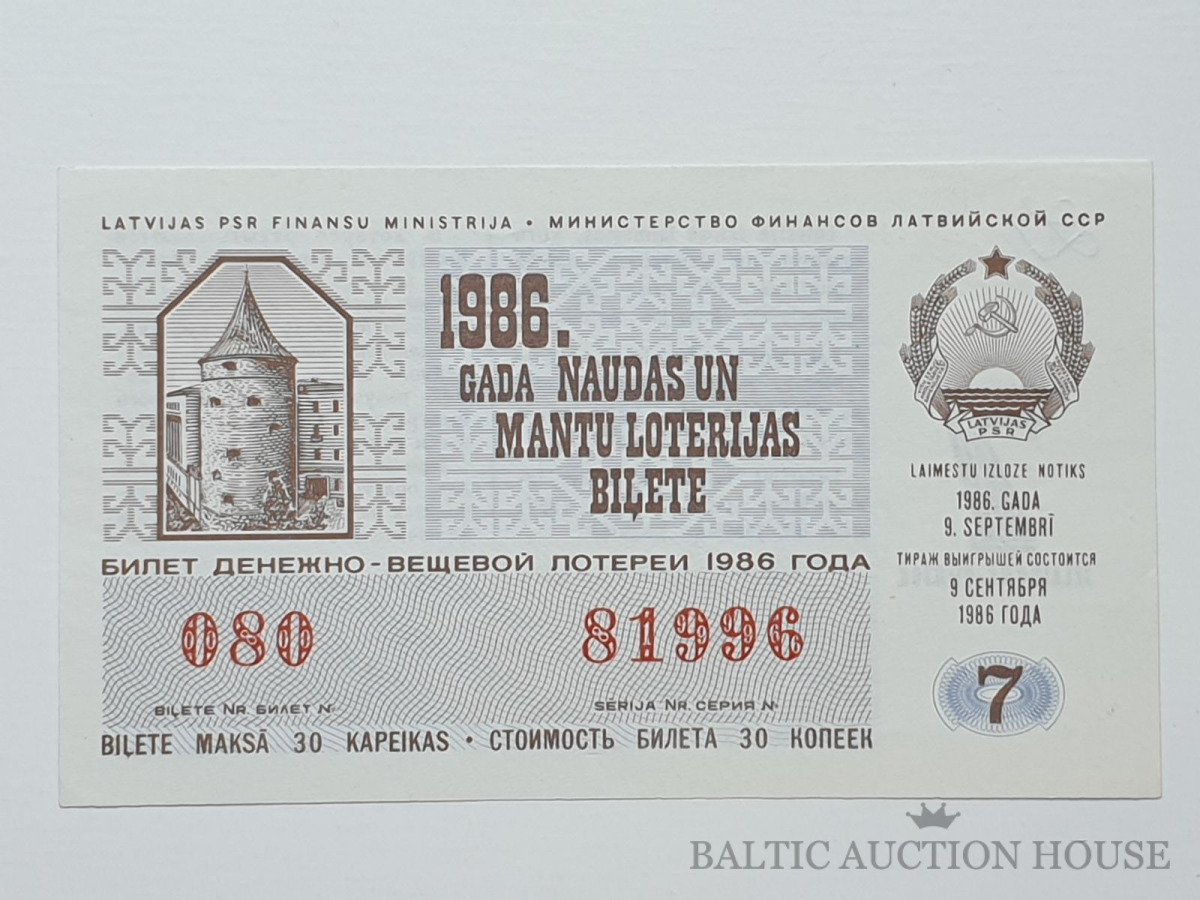 LATVIJAS PSR FINANSU MINISTRIJA • МИНИСТЕРСТВО ФИНАНСОВ ЛАТВИЙСКОЙ ССР
1986.
GADA NAUDAS UN
MANTU LOTERIJAS
BIĻETE
LATVIJAS
PSR
LAIMESTU IZLOZE NOTIKS
1986. GADA
9. SEPTEMBRĪ
ТИРАЖ ВЫИГРЫШЕЙ СОСТОИТСЯ
9 СЕНТЯБРЯ
1986 ГОДА
7
БИЛЕТ ДЕНЕЖНО-ВЕЩЕВОЙ ЛОТЕРЕИ 1986 ГОДА
080 81996
BIĻETE NR. БИЛЕТ № SĒRIJA NR. СЕРИЯ №
BIĻETE MAKSĀ 30 KAPEIKAS • СТОИМОСТЬ БИЛЕТА 30 КОПЕЕК
BALTIC AUCTION HOUSE